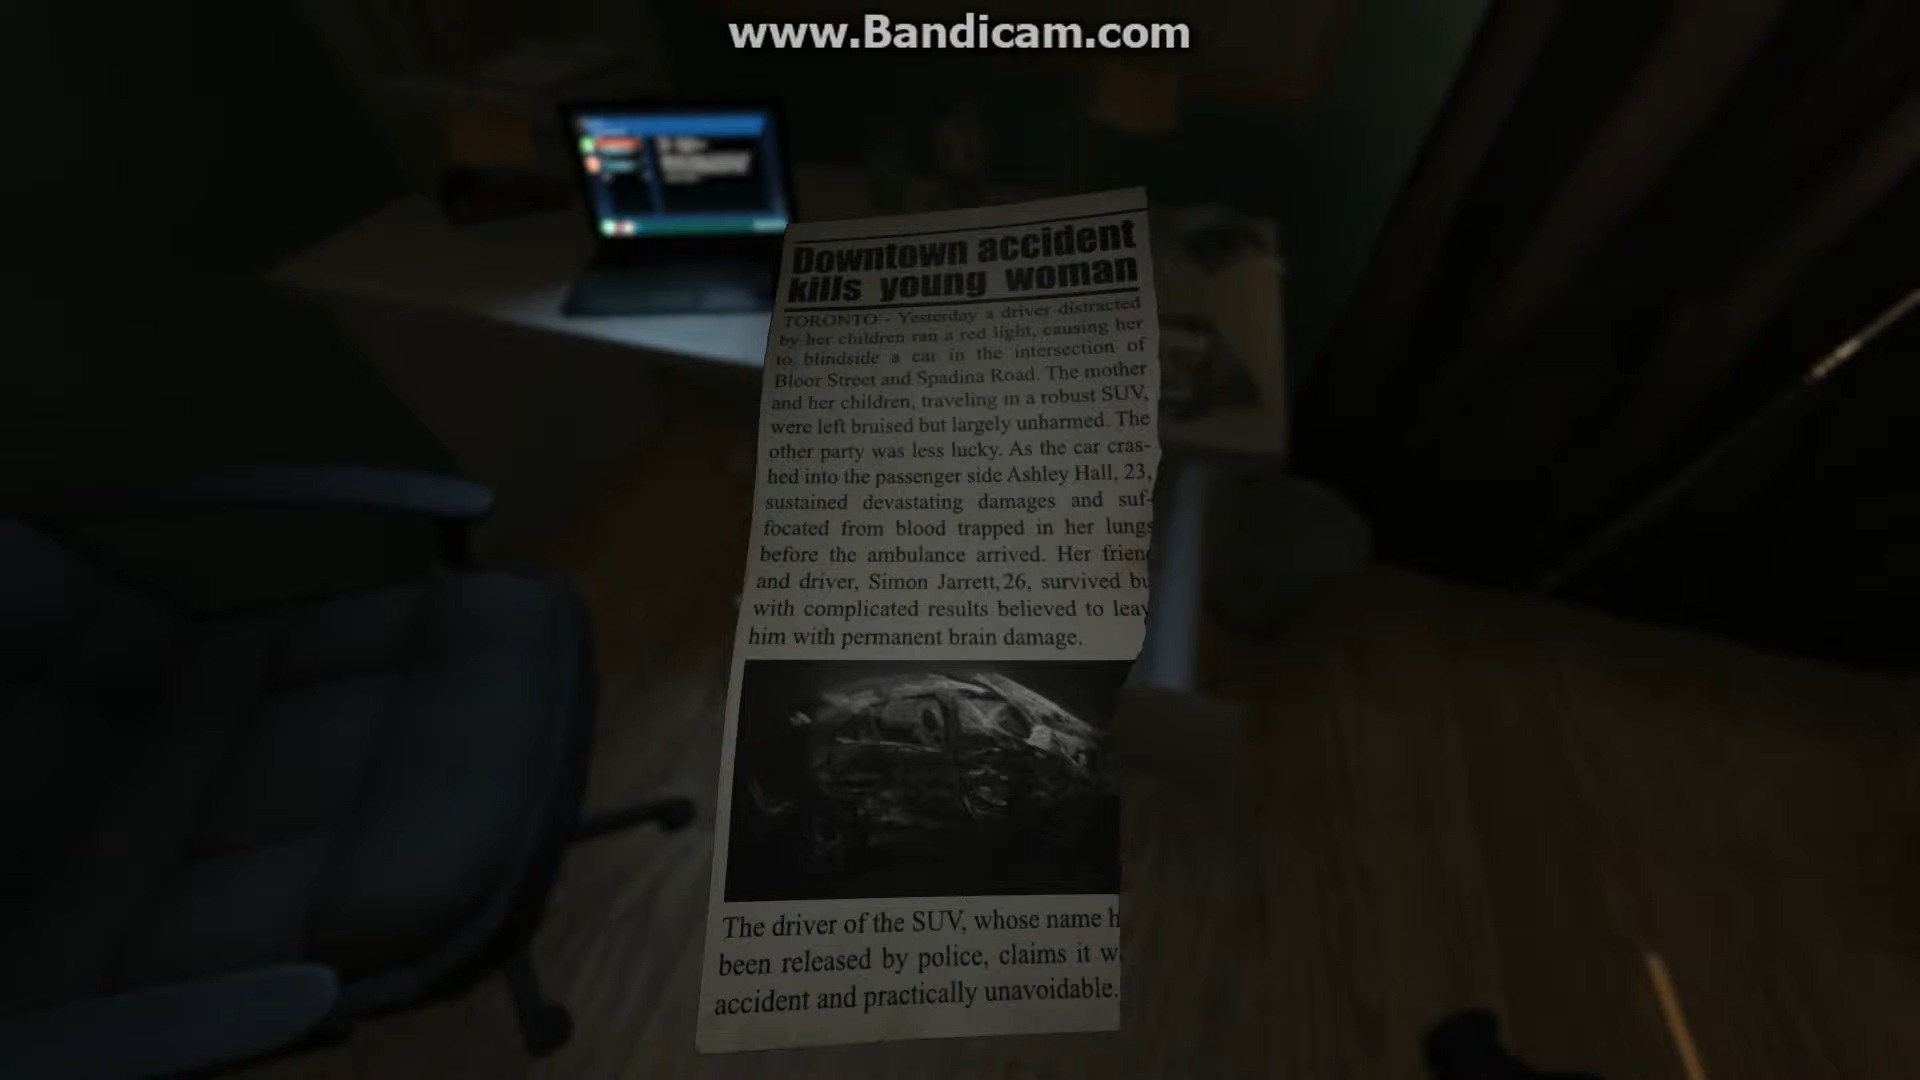 www.Bandicam.com
Downtown accident
kills young woman
TORONTO - Yesterday a driver distracted
by her children ran a red light, causing her
to blindside a car in the intersection of
Bloor Street and Spadina Road. The mother
and her children, traveling in a robust SUV,
were left bruised but largely unharmed. The
other party was less lucky. As the car cras-
hed into the passenger side Ashley Hall, 23,
sustained devastating damages and suf-
focated from blood trapped in her lungs
before the ambulance arrived. Her frien
and driver, Simon Jarrett, 26, survived bu
with complicated results believed to leav
him with permanent brain damage.
The driver of the SUV, whose name h
been released by police, claims it w
accident and practically unavoidable.